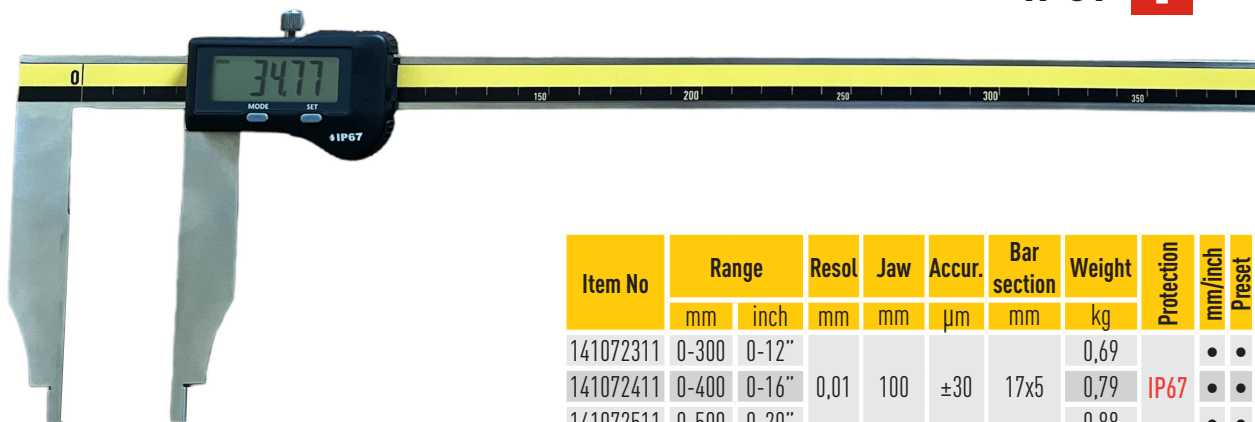 0
34.77
MODE SET
IP67
150 200 250 300 350
Item No Range Resol Jaw Accur. Bar section Weight Protection mm/inch Preset
mm inch mm mm µm mm kg
141072311 0-300 0-12” 0,69 • •
141072411 0-400 0-16” 0,01 100 ±30 17x5 0,79 IP67 • •